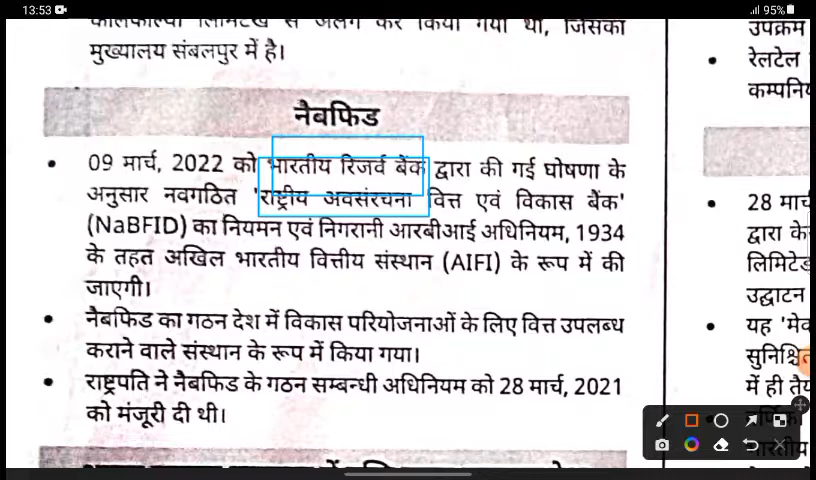 13:53
95%
मुख्यालय संबलपुर में है।
नैबफिड
• 09 मार्च, 2022 को भारतीय रिजर्व बैंक द्वारा की गई घोषणा के
अनुसार नवगठित 'राष्ट्रीय अवसंरचना वित्त एवं विकास बैंक'
(NaBFID) का नियमन एवं निगरानी आरबीआई अधिनियम, 1934
के तहत अखिल भारतीय वित्तीय संस्थान (AIFI) के रूप में की
जाएगी।
• नैबफिड का गठन देश में विकास परियोजनाओं के लिए वित्त उपलब्ध
कराने वाले संस्थान के रूप में किया गया।
• राष्ट्रपति ने नैबफिड के गठन सम्बन्धी अधिनियम को 28 मार्च, 2021
को मंजूरी दी थी।
उपक्रम
• रेलटेल
• 28 मार्च
द्वारा के
उद्घाटन
• यह 'मे
में ही